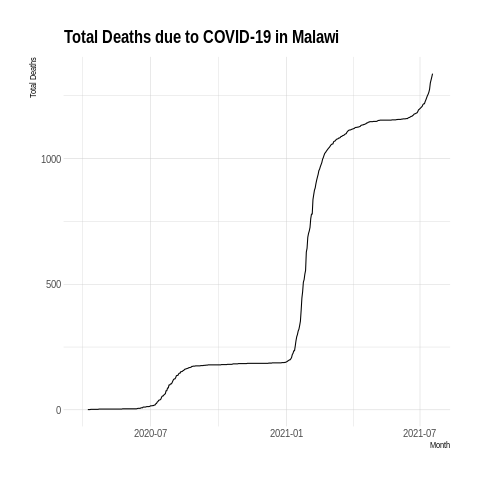 Total Deaths due to COVID-19 in Malawi
Total Deaths
1000
500
0
2020-07
2021-01
2021-07
Month